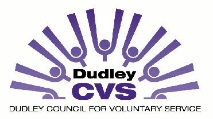 Dudley
CVS
DUDLEY COUNCIL FOR VOLUNTARY SERVICE